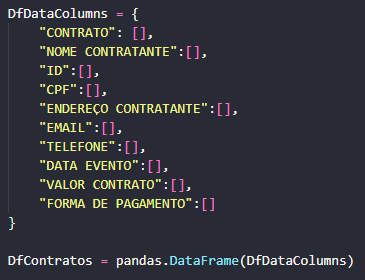 DfDataColumns = {
    "CONTRATO": [],
    "NOME CONTRATANTE":[],
    "ID":[],
    "CPF":[],
    "ENDEREÇO CONTRATANTE":[],
    "EMAIL":[],
    "TELEFONE":[],
    "DATA EVENTO":[],
    "VALOR CONTRATO":[],
    "FORMA DE PAGAMENTO":[]
}
DfContratos = pandas.DataFrame(DfDataColumns)